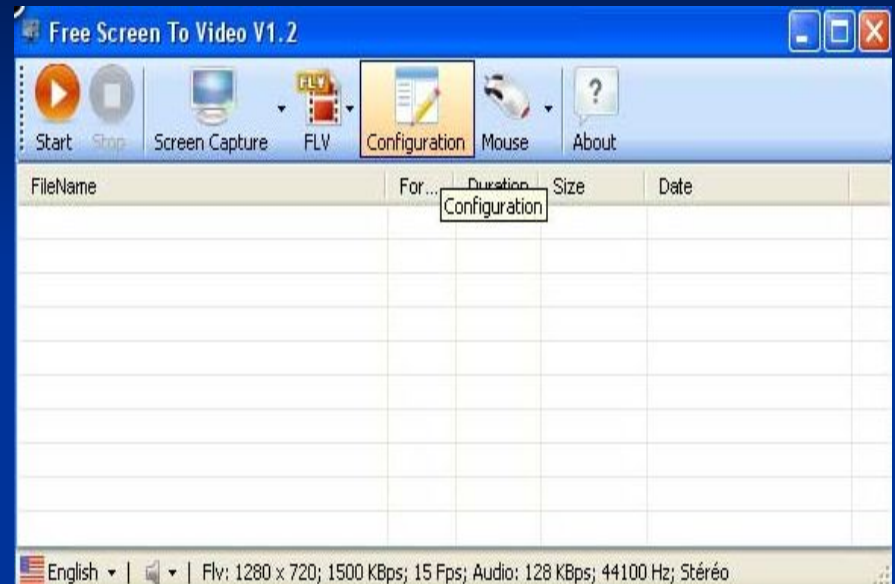 Free Screen To Video V1.2
FLV
?
Start Stop Screen Capture FLV Configuration Mouse About
FileName For... Duration Size Date
Configuration
English | Flv: 1280 x 720; 1500 KBps; 15 Fps; Audio: 128 KBps; 44100 Hz; Stéréo